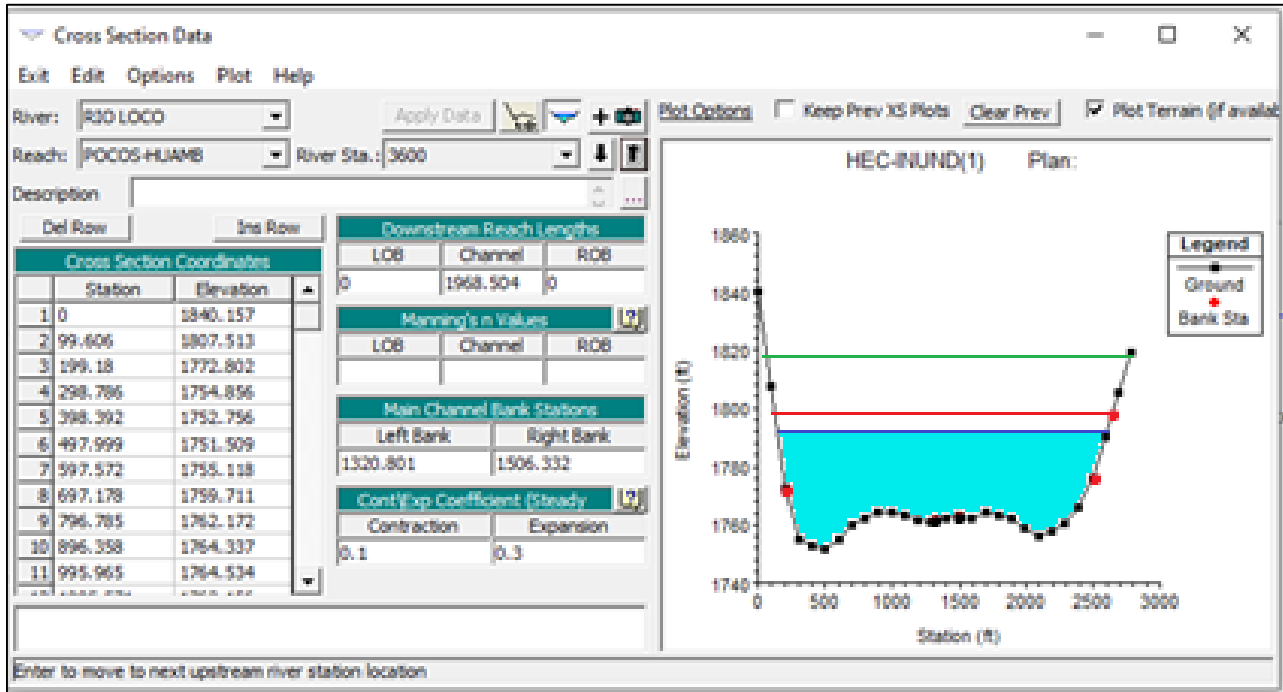 Cross Section Data
Exit Edit Options Plot Help
River: RIO LOCO Apply Data + Plot Options Keep Prev XS Plots Clear Prev Plot Terrain (if availab
Reach: POCOS-HUAMB River Sta.: 3600
Description ...
Del Row Ins Row
Cross Section Coordinates
Station Elevation
1 0 1840.157
2 99.606 1807.513
3 199.18 1772.802
4 298.786 1754.856
5 398.392 1752.756
6 497.999 1751.509
7 597.572 1755.118
8 697.178 1759.711
9 796.785 1762.172
10 896.358 1764.337
11 995.965 1764.534
Downstream Reach Lengths
LOB Channel ROB
0 1968.504 0
Manning's n Values
LOB Channel ROB
Main Channel Bank Stations
Left Bank Right Bank
1320.801 1506.332
Cont\Exp Coefficient (Steady
Contraction Expansion
0.1 0.3
HEC-INUND(1) Plan:
Elevation (ft)
1860
1840
1820
1800
1780
1760
1740
0 500 1000 1500 2000 2500 3000
Station (ft)
Legend
Ground
Bank Sta
Enter to move to next upstream river station location